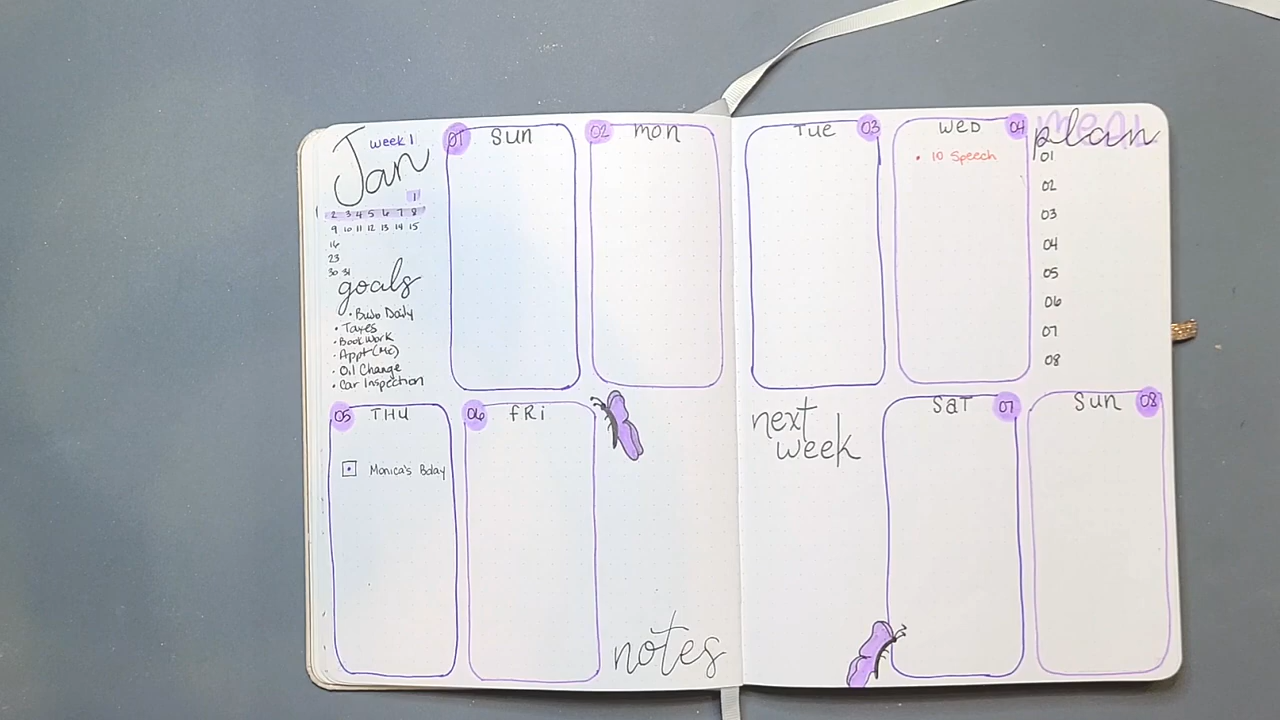 week 1
Jan
1
2 3 4 5 6 7 8
9 10 11 12 13 14 15
16
23
30 31
goals
• BuJo Daily
• Taxes
• Book Work
• Appt (Me)
• Oil Change
• Car Inspection
01 Sun
02 mon
Tue 03
WED 04
• 10 Speech
menu
plan
01
02
03
04
05
06
07
08
05 THU
Monica's Bday
06 fRi
notes
next
week
SaT 07
Sun 08